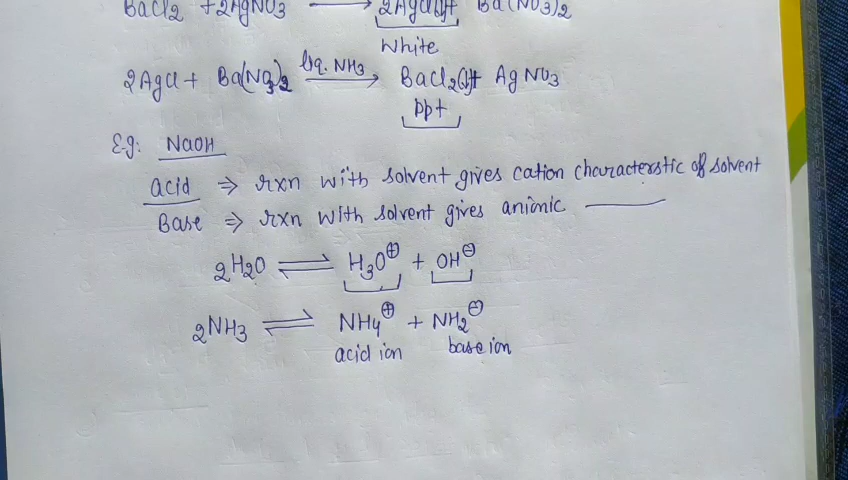 BaCl2 + 2AgNO3 ⟶ 2AgCl(↓)+ Ba(NO3)2
White
2AgCl + Ba(NO3)2 liq. NH3 ⟶ BaCl2(↓)+ AgNO3
ppt
E.g: NaOH
acid ⇒ rxn with solvent gives cation characterstic of solvent
Base ⇒ rxn with solvent gives anionic ———
2H2O ⇌ H3O⊕ + OH⊖
2NH3 ⇌ NH4⊕ + NH2⊖
acid ion base ion